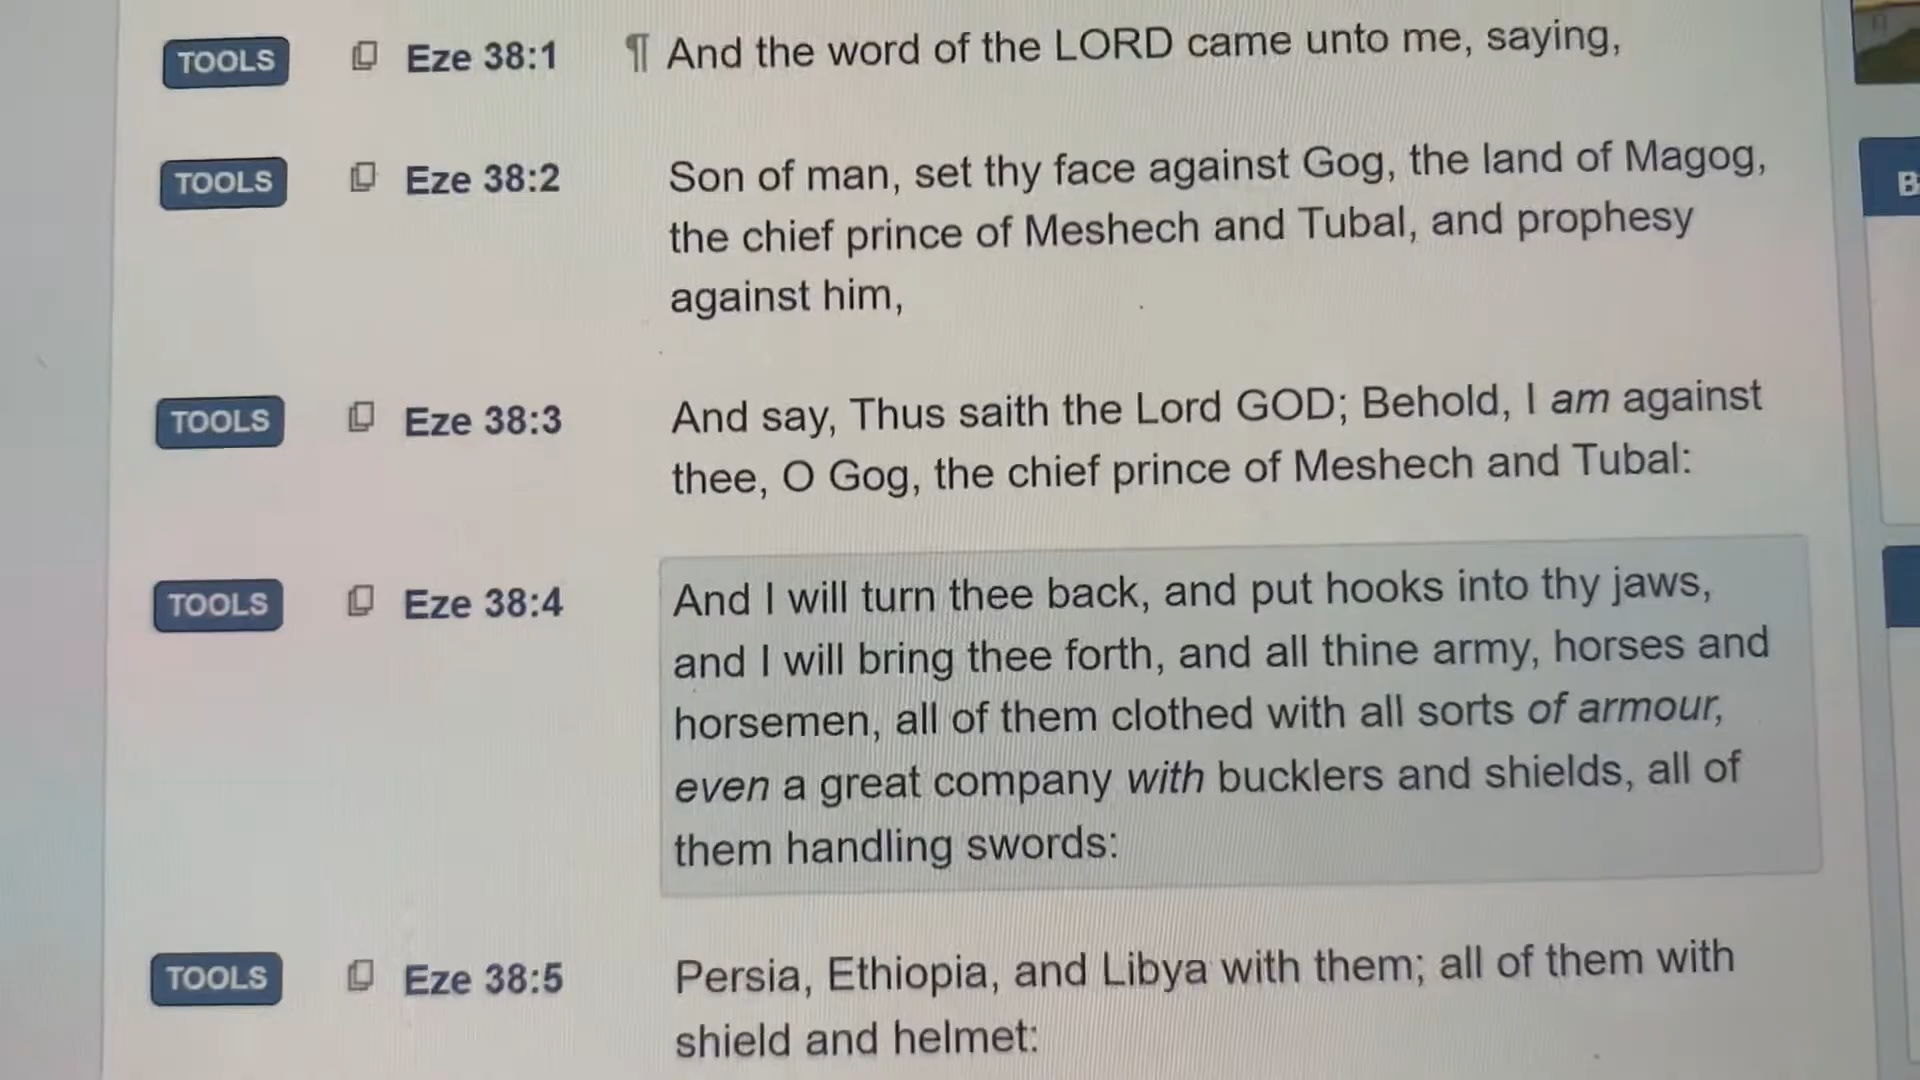 TOOLS Eze 38:1 ¶ And the word of the LORD came unto me, saying,
TOOLS Eze 38:2 Son of man, set thy face against Gog, the land of Magog,
the chief prince of Meshech and Tubal, and prophesy
against him,
TOOLS Eze 38:3 And say, Thus saith the Lord GOD; Behold, I am against
thee, O Gog, the chief prince of Meshech and Tubal:
TOOLS Eze 38:4 And I will turn thee back, and put hooks into thy jaws,
and I will bring thee forth, and all thine army, horses and
horsemen, all of them clothed with all sorts of armour,
even a great company with bucklers and shields, all of
them handling swords:
TOOLS Eze 38:5 Persia, Ethiopia, and Libya with them; all of them with
shield and helmet: